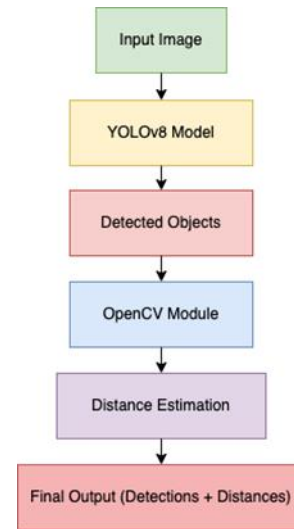 Input Image
YOLOv8 Model
Detected Objects
OpenCV Module
Distance Estimation
Final Output (Detections + Distances)